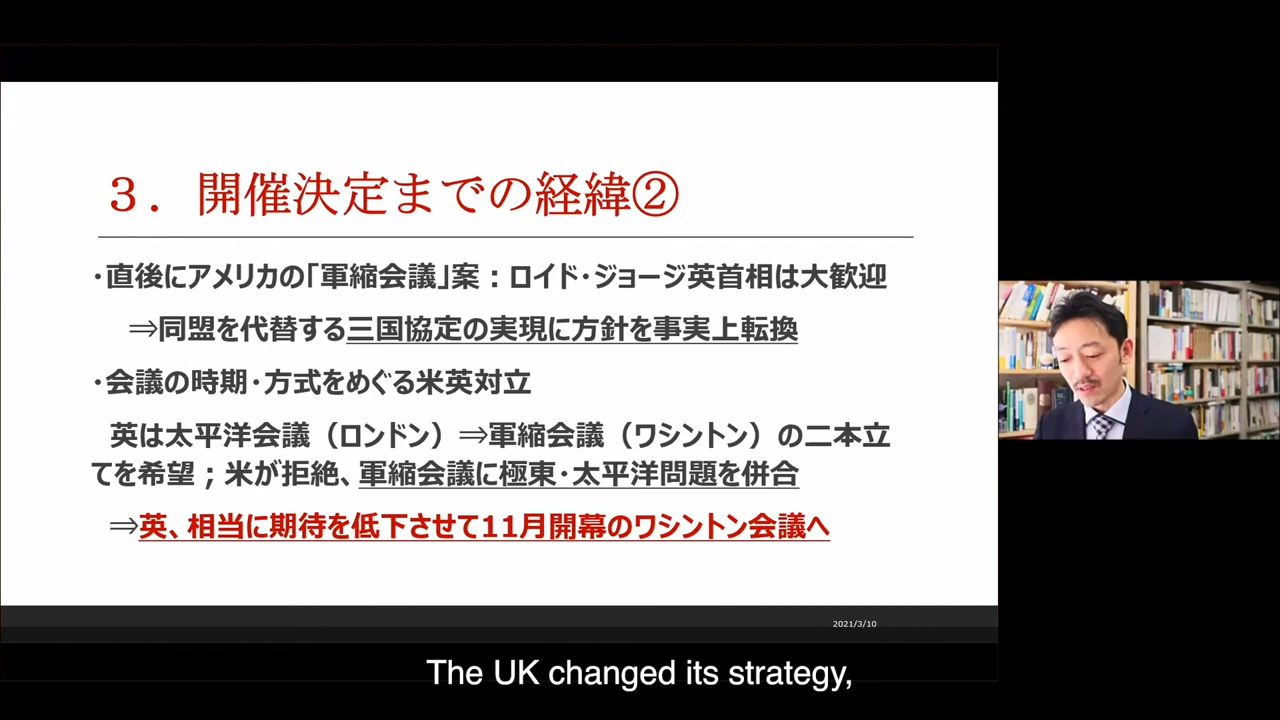 ３．開催決定までの経緯②
・直後にアメリカの「軍縮会議」案：ロイド・ジョージ英首相は大歓迎
⇒同盟を代替する三国協定の実現に方針を事実上転換
・会議の時期・方式をめぐる米英対立
英は太平洋会議（ロンドン）⇒軍縮会議（ワシントン）の二本立
てを希望；米が拒絶、軍縮会議に極東・太平洋問題を併合
⇒英、相当に期待を低下させて11月開幕のワシントン会議へ
2021/3/10
The UK changed its strategy,